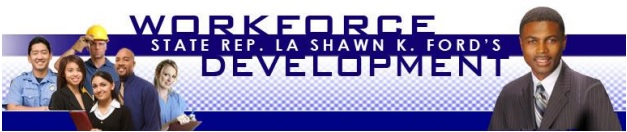 WORKFORCE
STATE REP. LA SHAWN K. FORD'S
DEVELOPMENT